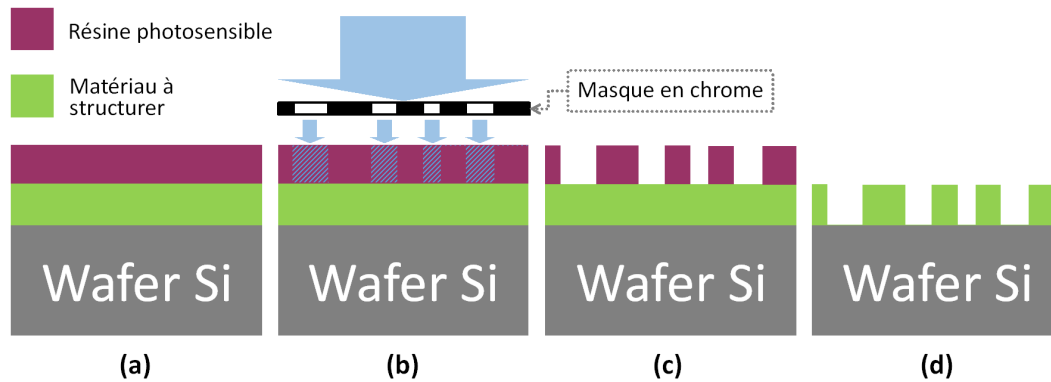 Résine photosensible
Matériau à
structurer
Masque en chrome
Wafer Si
Wafer Si
Wafer Si
Wafer Si
(a)
(b)
(c)
(d)